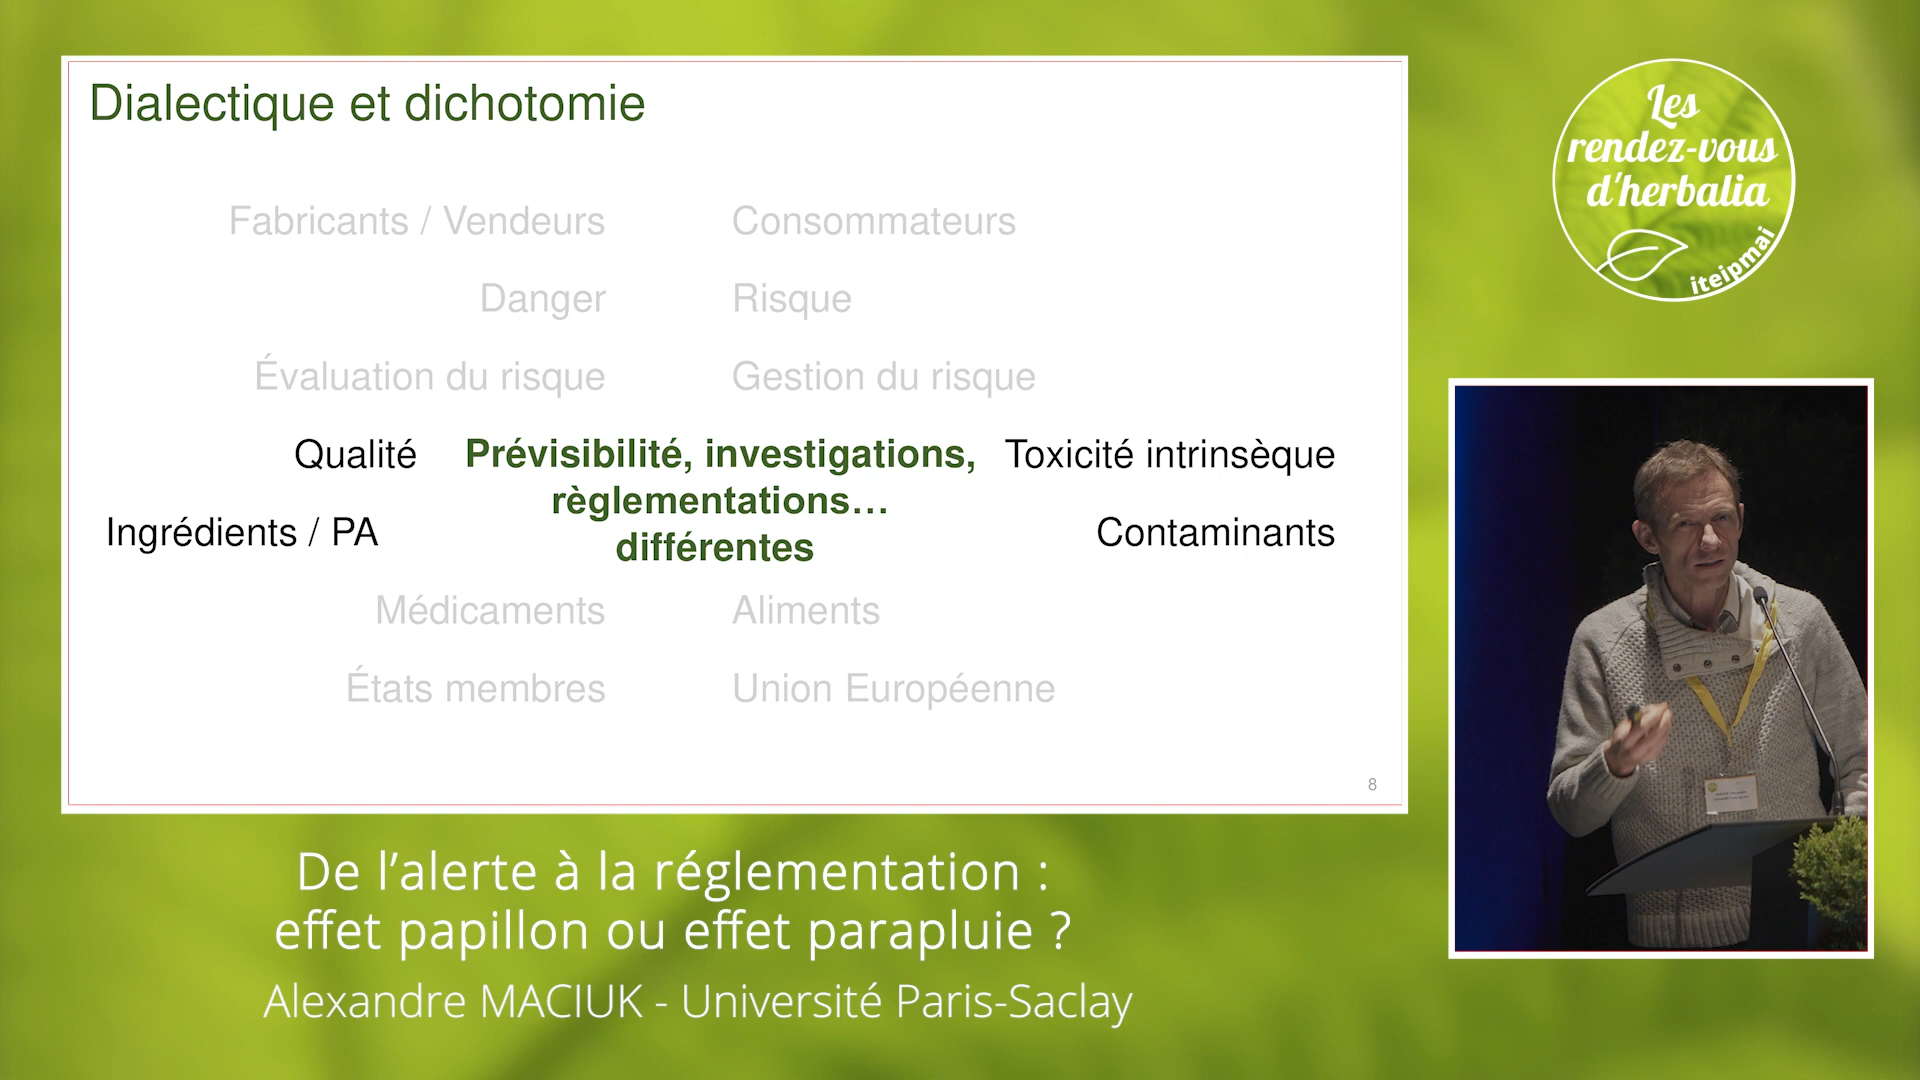 Dialectique et dichotomie
Fabricants / Vendeurs Consommateurs
Danger Risque
Évaluation du risque Gestion du risque
Qualité Prévisibilité, investigations, Toxicité intrinsèque
règlementations…
Ingrédients / PA différentes Contaminants
Médicaments Aliments
États membres Union Européenne
8
Les
rendez-vous
d'herbalia
iteipmai
De l’alerte à la réglementation :
effet papillon ou effet parapluie ?
Alexandre MACIUK - Université Paris-Saclay